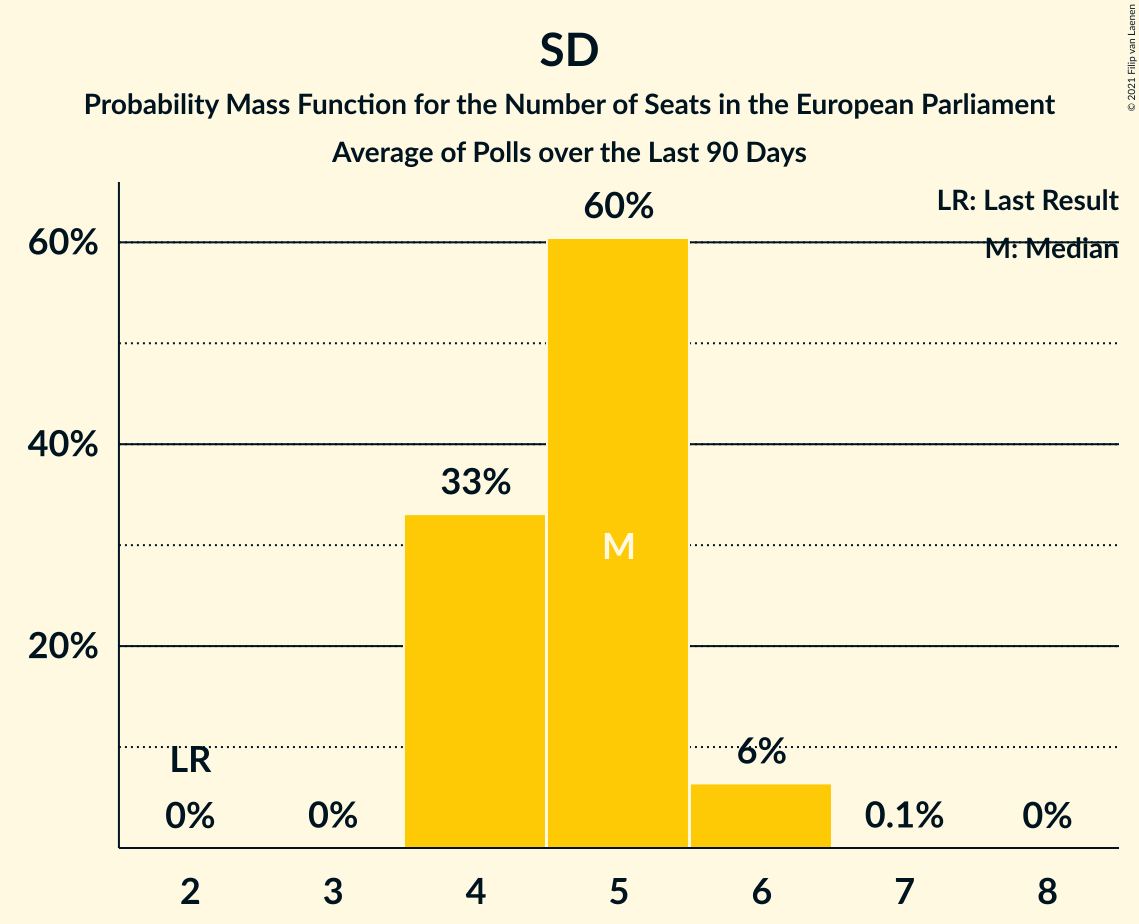 SD
Probability Mass Function for the Number of Seats in the European Parliament
Average of Polls over the Last 90 Days
© 2021 Filip van Laenen
LR: Last Result
M: Median
60%
40%
20%
LR
0%
0%
33%
60%
M
6%
0.1%
0%
2 3 4 5 6 7 8